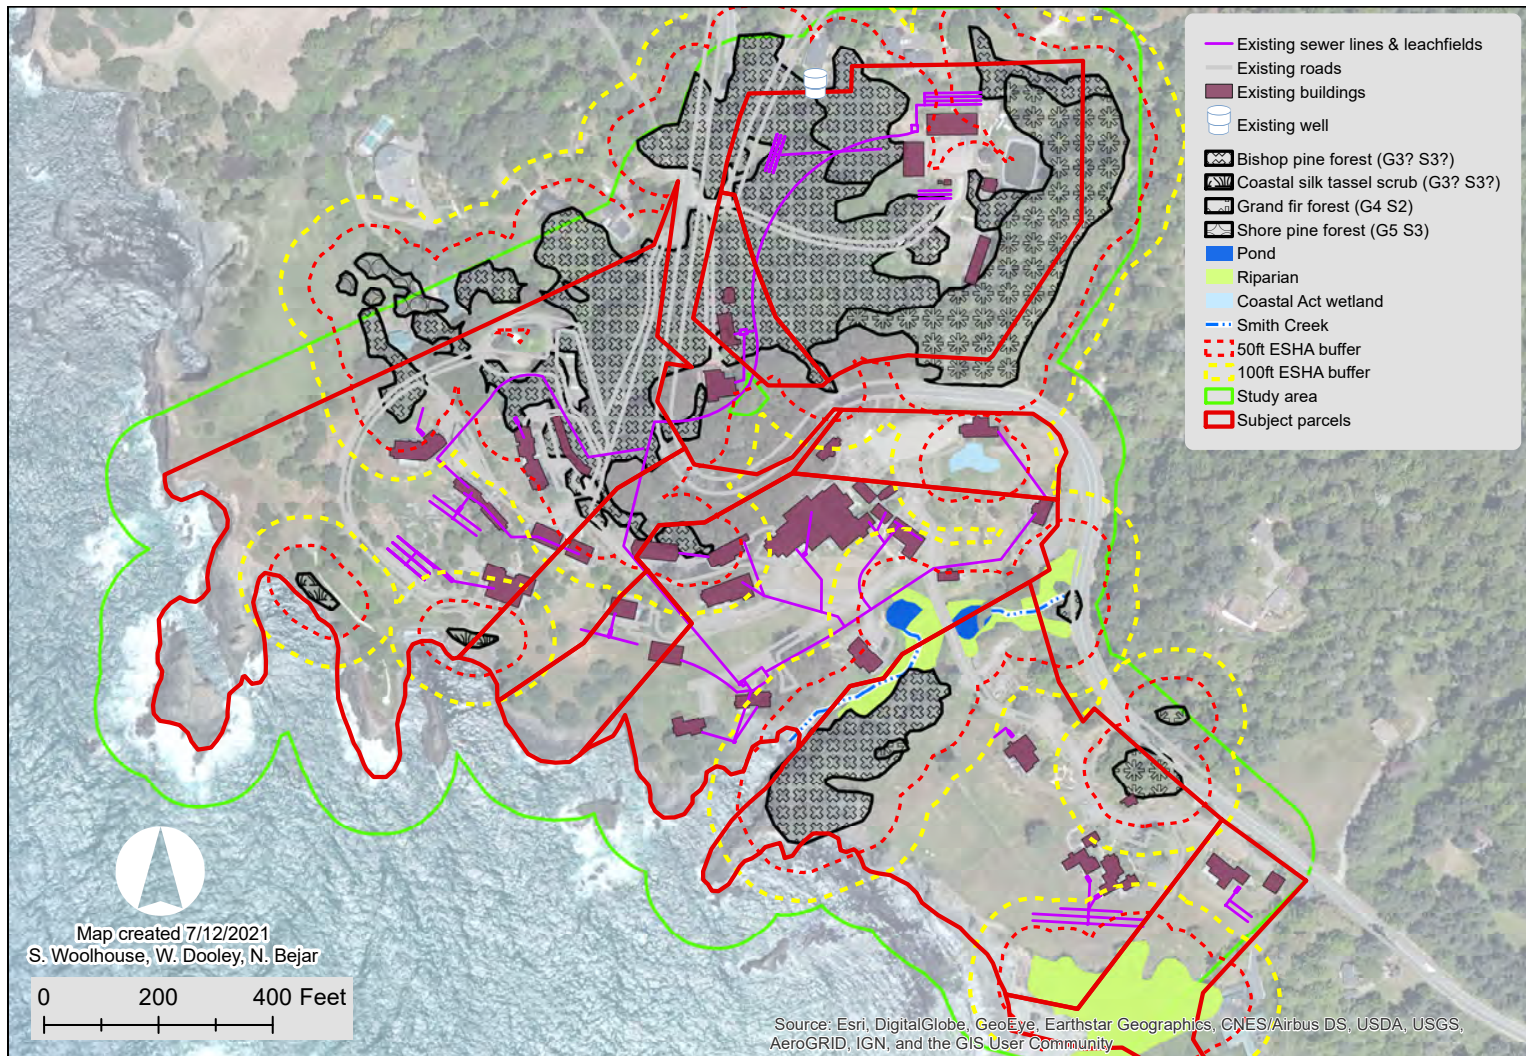 Existing sewer lines & leachfields
Existing roads
Existing buildings
Existing well
Bishop pine forest (G3? S3?)
Coastal silk tassel scrub (G3? S3?)
Grand fir forest (G4 S2)
Shore pine forest (G5 S3)
Pond
Riparian
Coastal Act wetland
Smith Creek
50ft ESHA buffer
100ft ESHA buffer
Study area
Subject parcels
Map created 7/12/2021
S. Woolhouse, W. Dooley, N. Bejar
0 200 400 Feet
Source: Esri, DigitalGlobe, GeoEye, Earthstar Geographics, CNES/Airbus DS, USDA, USGS,
AeroGRID, IGN, and the GIS User Community